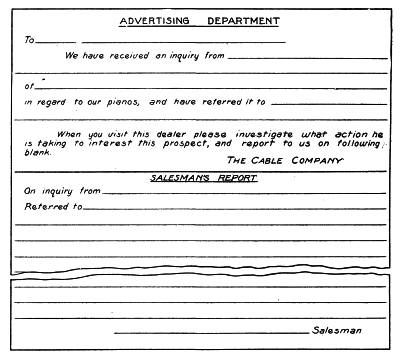 ADVERTISING DEPARTMENT
To
We have received an inquiry from
of
in regard to our pianos, and have referred it to
When you visit this dealer please investigate what action he
is taking to interest this prospect, and report to us on following
blank.
THE CABLE COMPANY
SALESMAN'S REPORT
On inquiry from
Referred to
Salesman